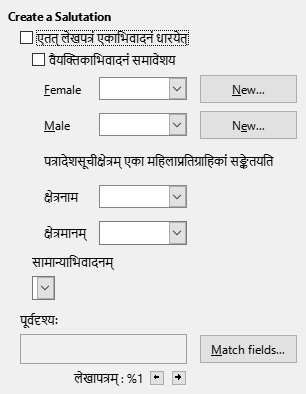 Create a Salutation
एतत् लेखपत्रं एकाभिवादनं धारयेत्
वैयक्तिकाभिवादनं समावेशय
Female
New...
Male
New...
पत्रादेशसूचीक्षेत्रम् एका महिलाप्रतिग्राहिकां सङ्केतयति
क्षेत्रनाम
क्षेत्रमानम्
सामान्याभिवादनम्
पूर्वदृश्यः
Match fields...
लेखापत्रम् : %1